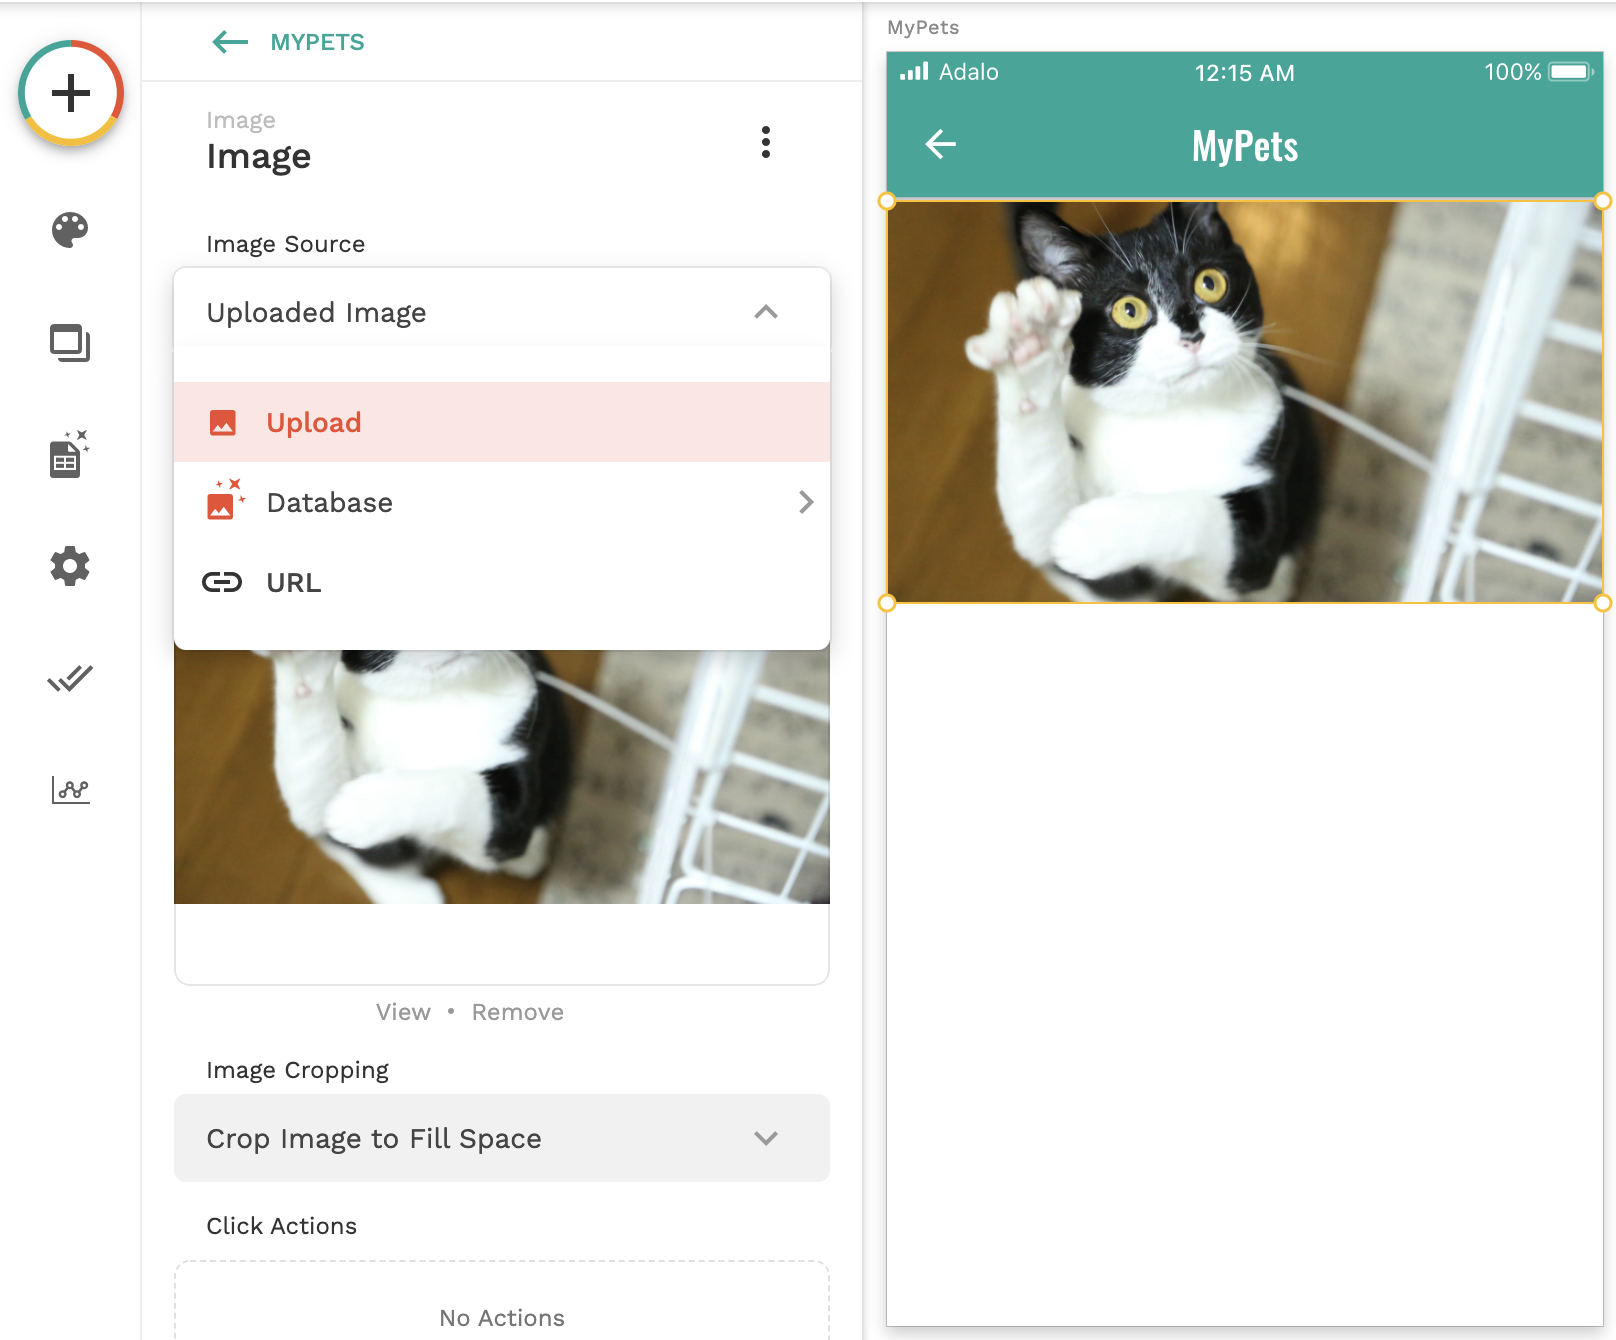 MYPETS
Image
Image
Image Source
Uploaded Image
Upload
Database
URL
View • Remove
Image Cropping
Crop Image to Fill Space
Click Actions
No Actions
MyPets
Adalo 12:15 AM 100%
MyPets